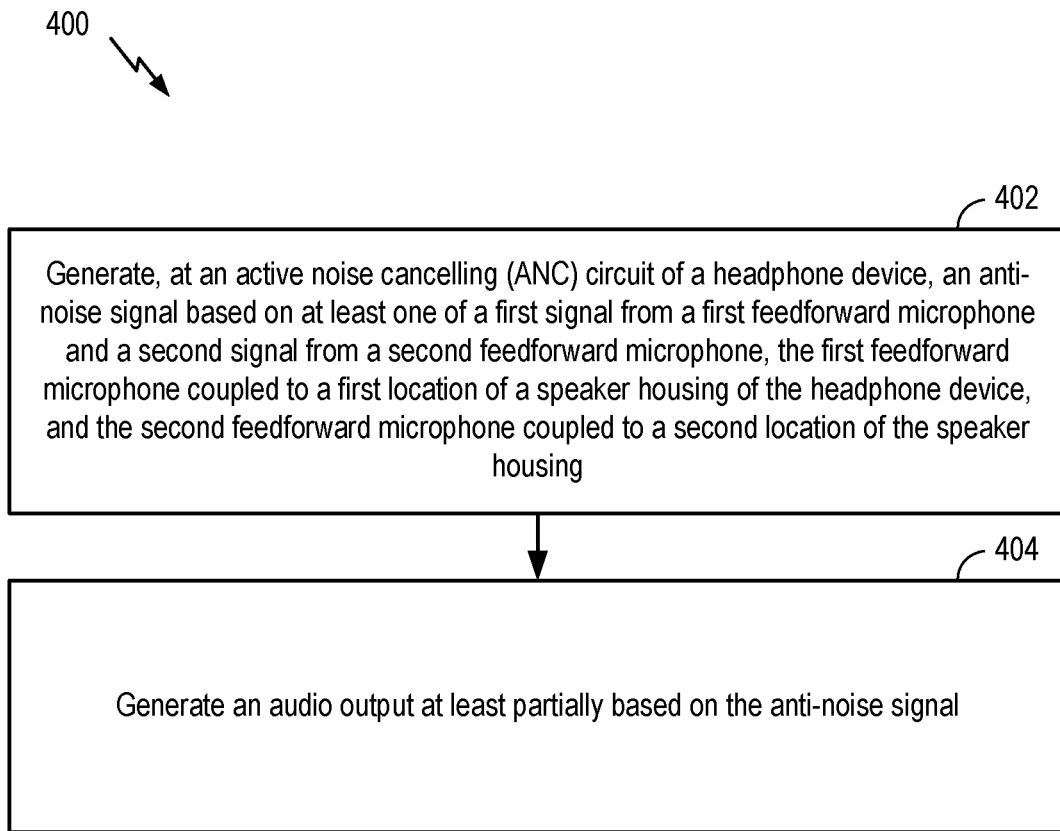 400
402
Generate, at an active noise cancelling (ANC) circuit of a headphone device, an anti-
noise signal based on at least one of a first signal from a first feedforward microphone
and a second signal from a second feedforward microphone, the first feedforward
microphone coupled to a first location of a speaker housing of the headphone device,
and the second feedforward microphone coupled to a second location of the speaker
housing
404
Generate an audio output at least partially based on the anti-noise signal